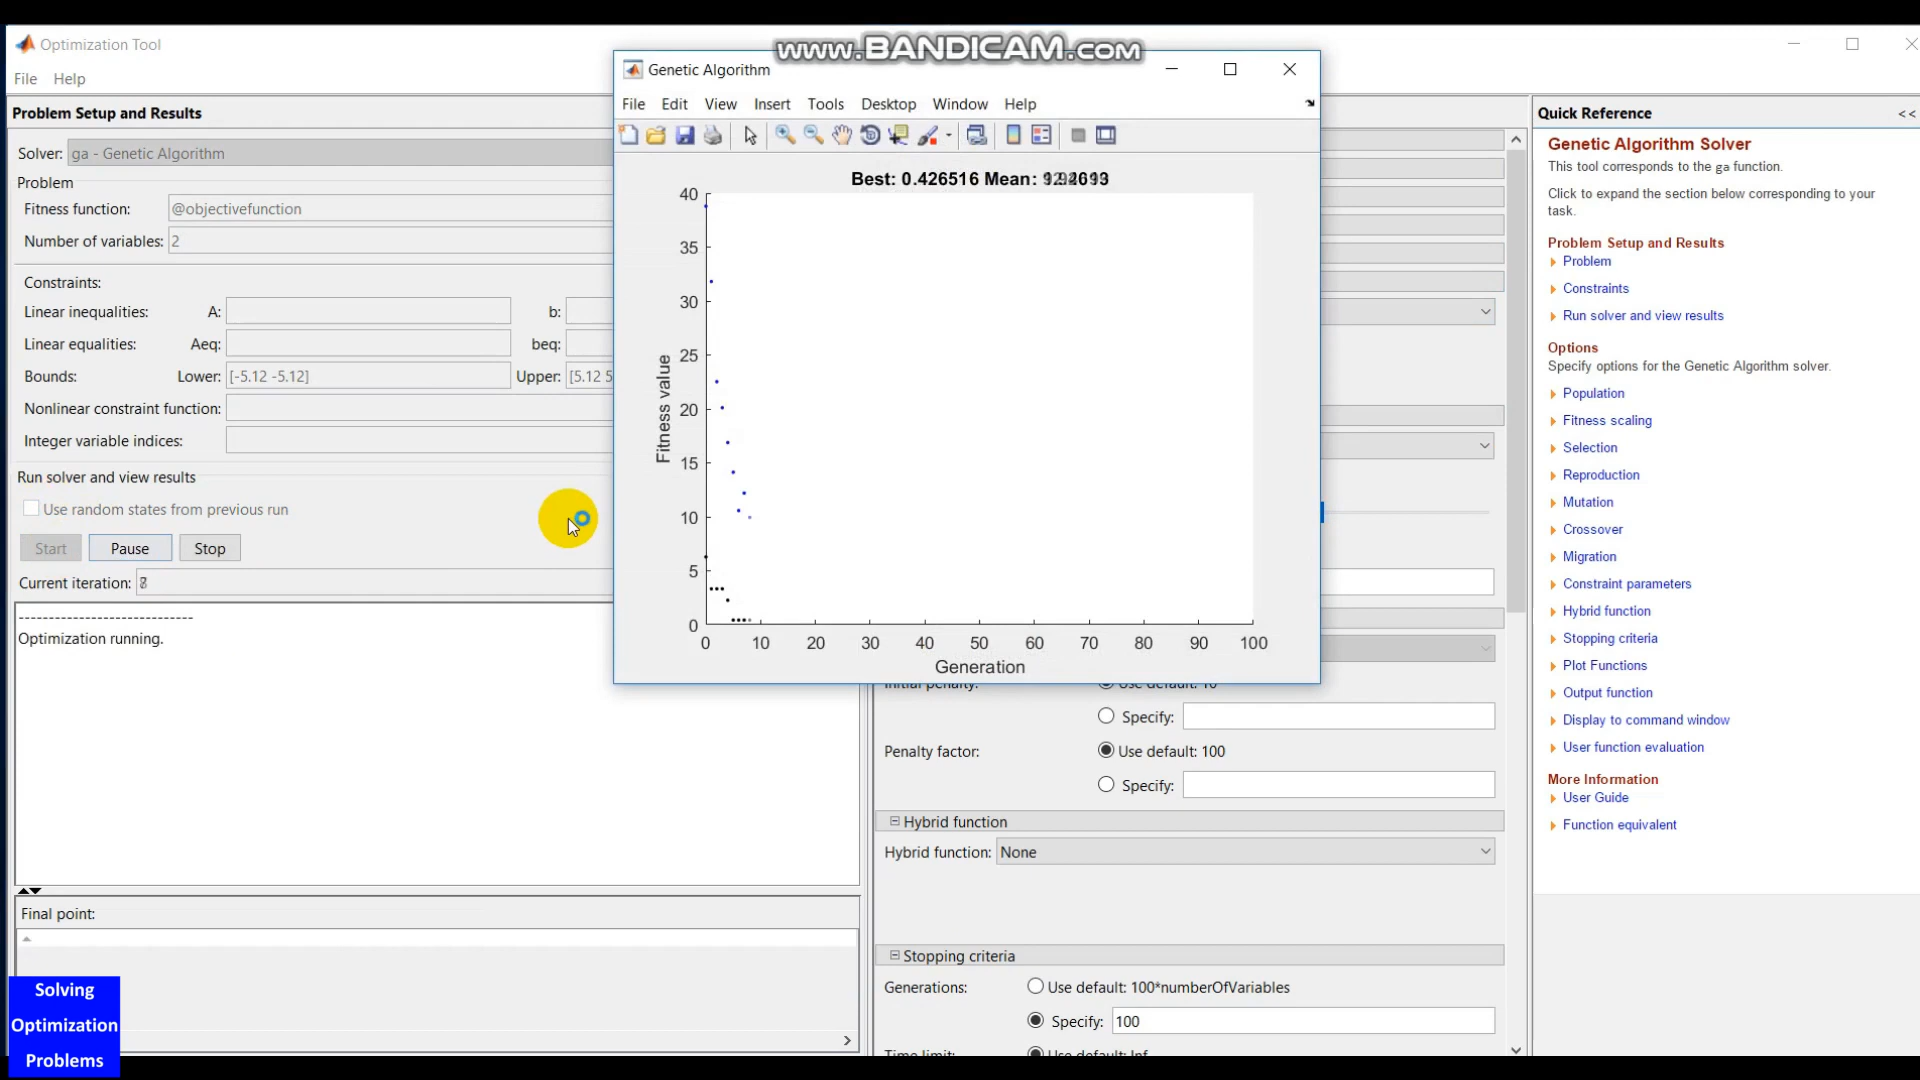 www.BANDICAM.com
Optimization Tool
File Help
Problem Setup and Results
Solver: ga - Genetic Algorithm
Problem
Fitness function: @objectivefunction
Number of variables: 2
Constraints:
Linear inequalities: A: b:
Linear equalities: Aeq: beq:
Bounds: Lower: [-5.12 -5.12] Upper: [5.12 5
Nonlinear constraint function:
Integer variable indices:
Run solver and view results
Use random states from previous run
Start Pause Stop
Current iteration:
-----------------------------
Optimization running.
Final point:
Solving
Optimization
Problems
Genetic Algorithm
File Edit View Insert Tools Desktop Window Help
Best: 0.426516 Mean:
40
35
30
25
20
15
10
5
0
Fitness value
0 10 20 30 40 50 60 70 80 90 100
Generation
Initial penalty: Use default: 10
Specify:
Penalty factor: Use default: 100
Specify:
Hybrid function
Hybrid function: None
Stopping criteria
Generations: Use default: 100*numberOfVariables
Specify: 100
Time limit: Use default: Inf
Quick Reference <<
Genetic Algorithm Solver
This tool corresponds to the ga function.
Click to expand the section below corresponding to your
task.
Problem Setup and Results
Problem
Constraints
Run solver and view results
Options
Specify options for the Genetic Algorithm solver.
Population
Fitness scaling
Selection
Reproduction
Mutation
Crossover
Migration
Constraint parameters
Hybrid function
Stopping criteria
Plot Functions
Output function
Display to command window
User function evaluation
More Information
User Guide
Function equivalent